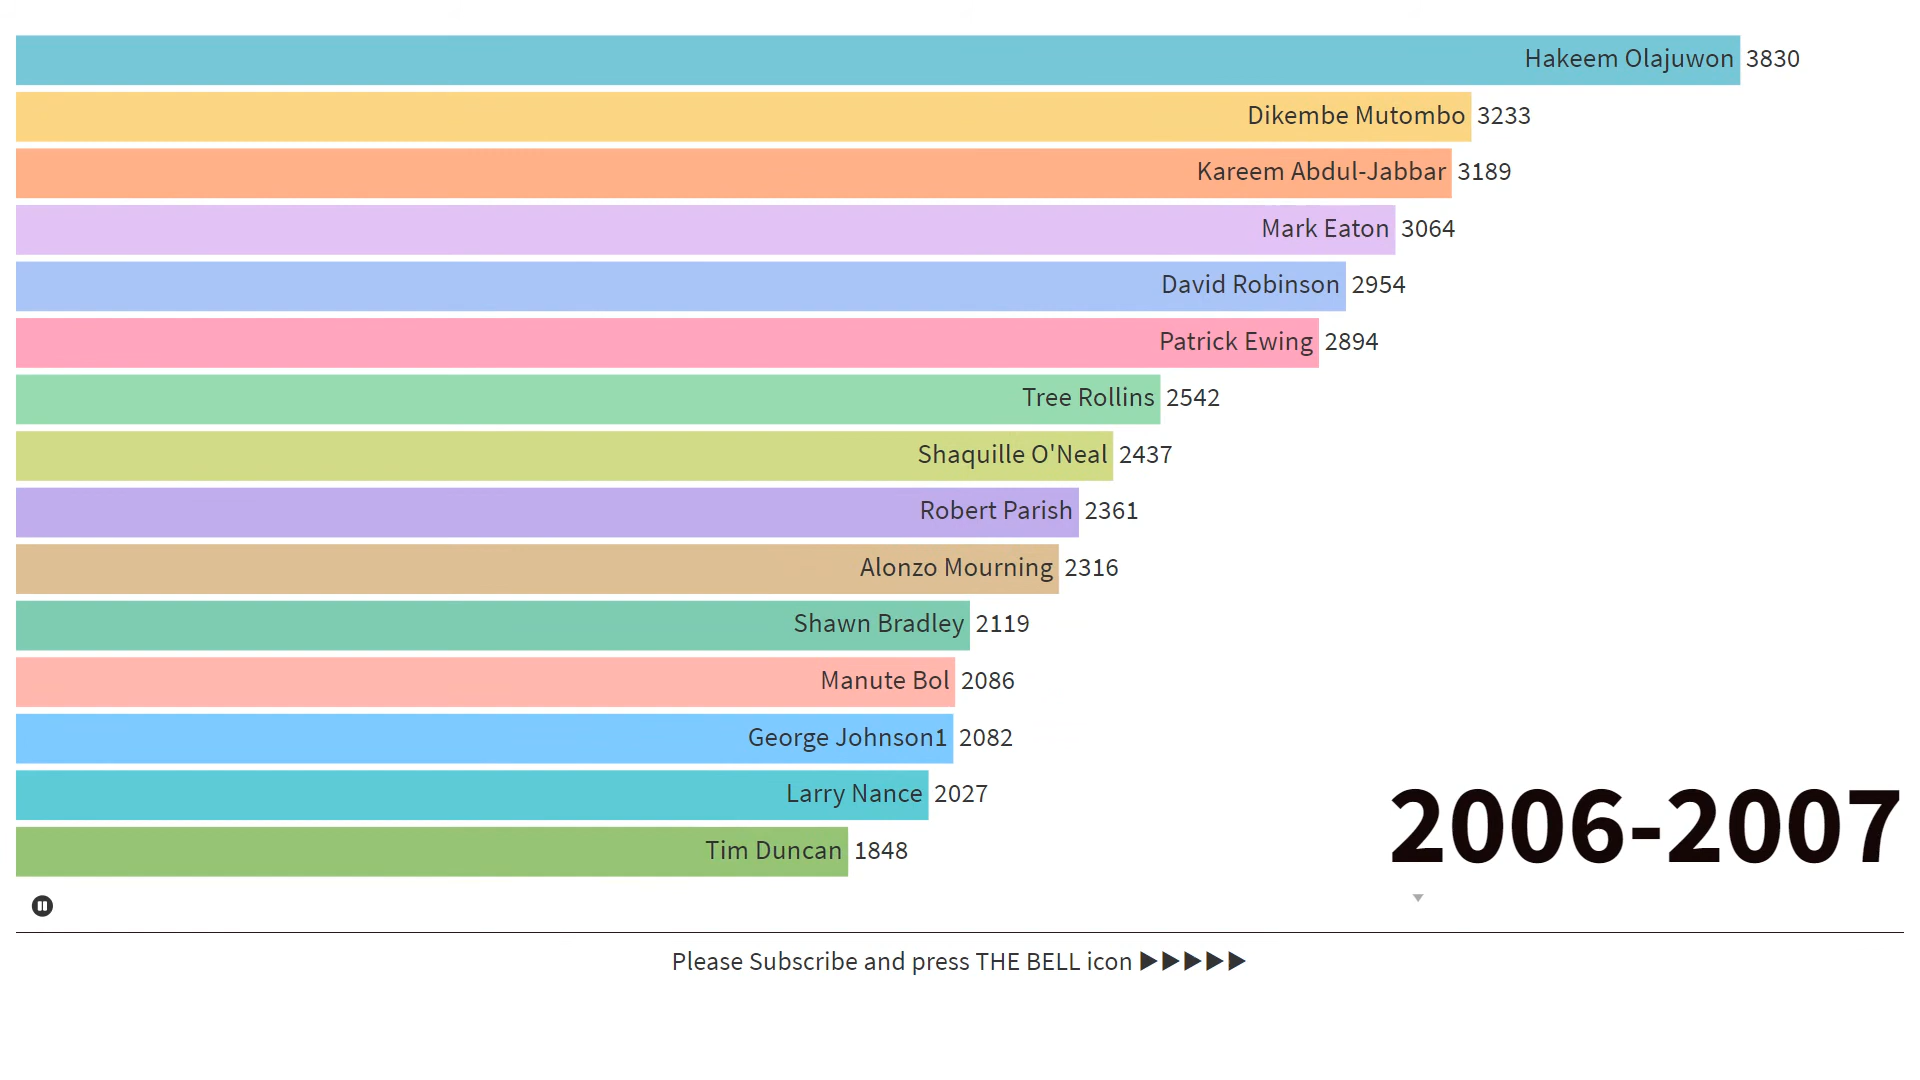 Hakeem Olajuwon 3830
Dikembe Mutombo 3233
Kareem Abdul-Jabbar 3189
Mark Eaton 3064
David Robinson 2954
Patrick Ewing 2894
Tree Rollins 2542
Shaquille O'Neal 2437
Robert Parish 2361
Alonzo Mourning 2316
Shawn Bradley 2119
Manute Bol 2086
George Johnson1 2082
Larry Nance 2027
Tim Duncan 1848
2006-2007
Please Subscribe and press THE BELL icon ▶▶▶▶▶